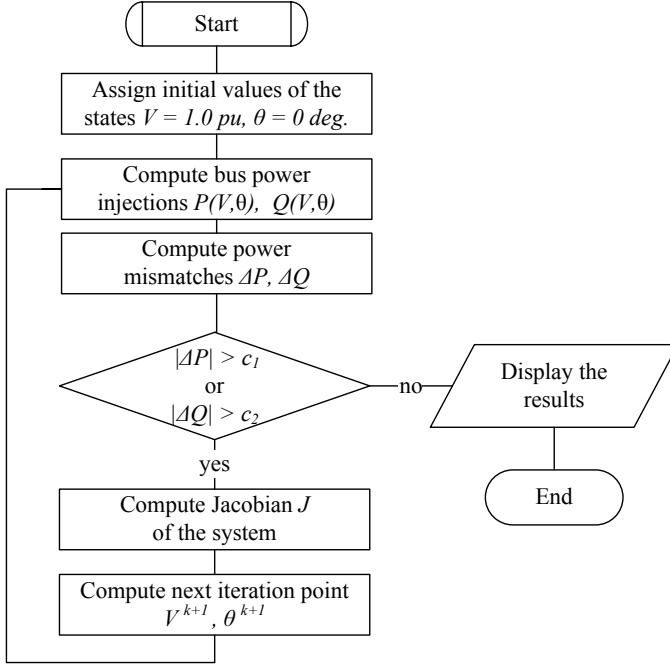 Start
Assign initial values of the
states V = 1.0 pu, θ = 0 deg.
Compute bus power
injections P(V,θ), Q(V,θ)
Compute power
mismatches ΔP, ΔQ
|ΔP| > c₁
or
|ΔQ| > c₂
no
Display the
results
yes
End
Compute Jacobian J
of the system
Compute next iteration point
V^{k+1}, θ^{k+1}